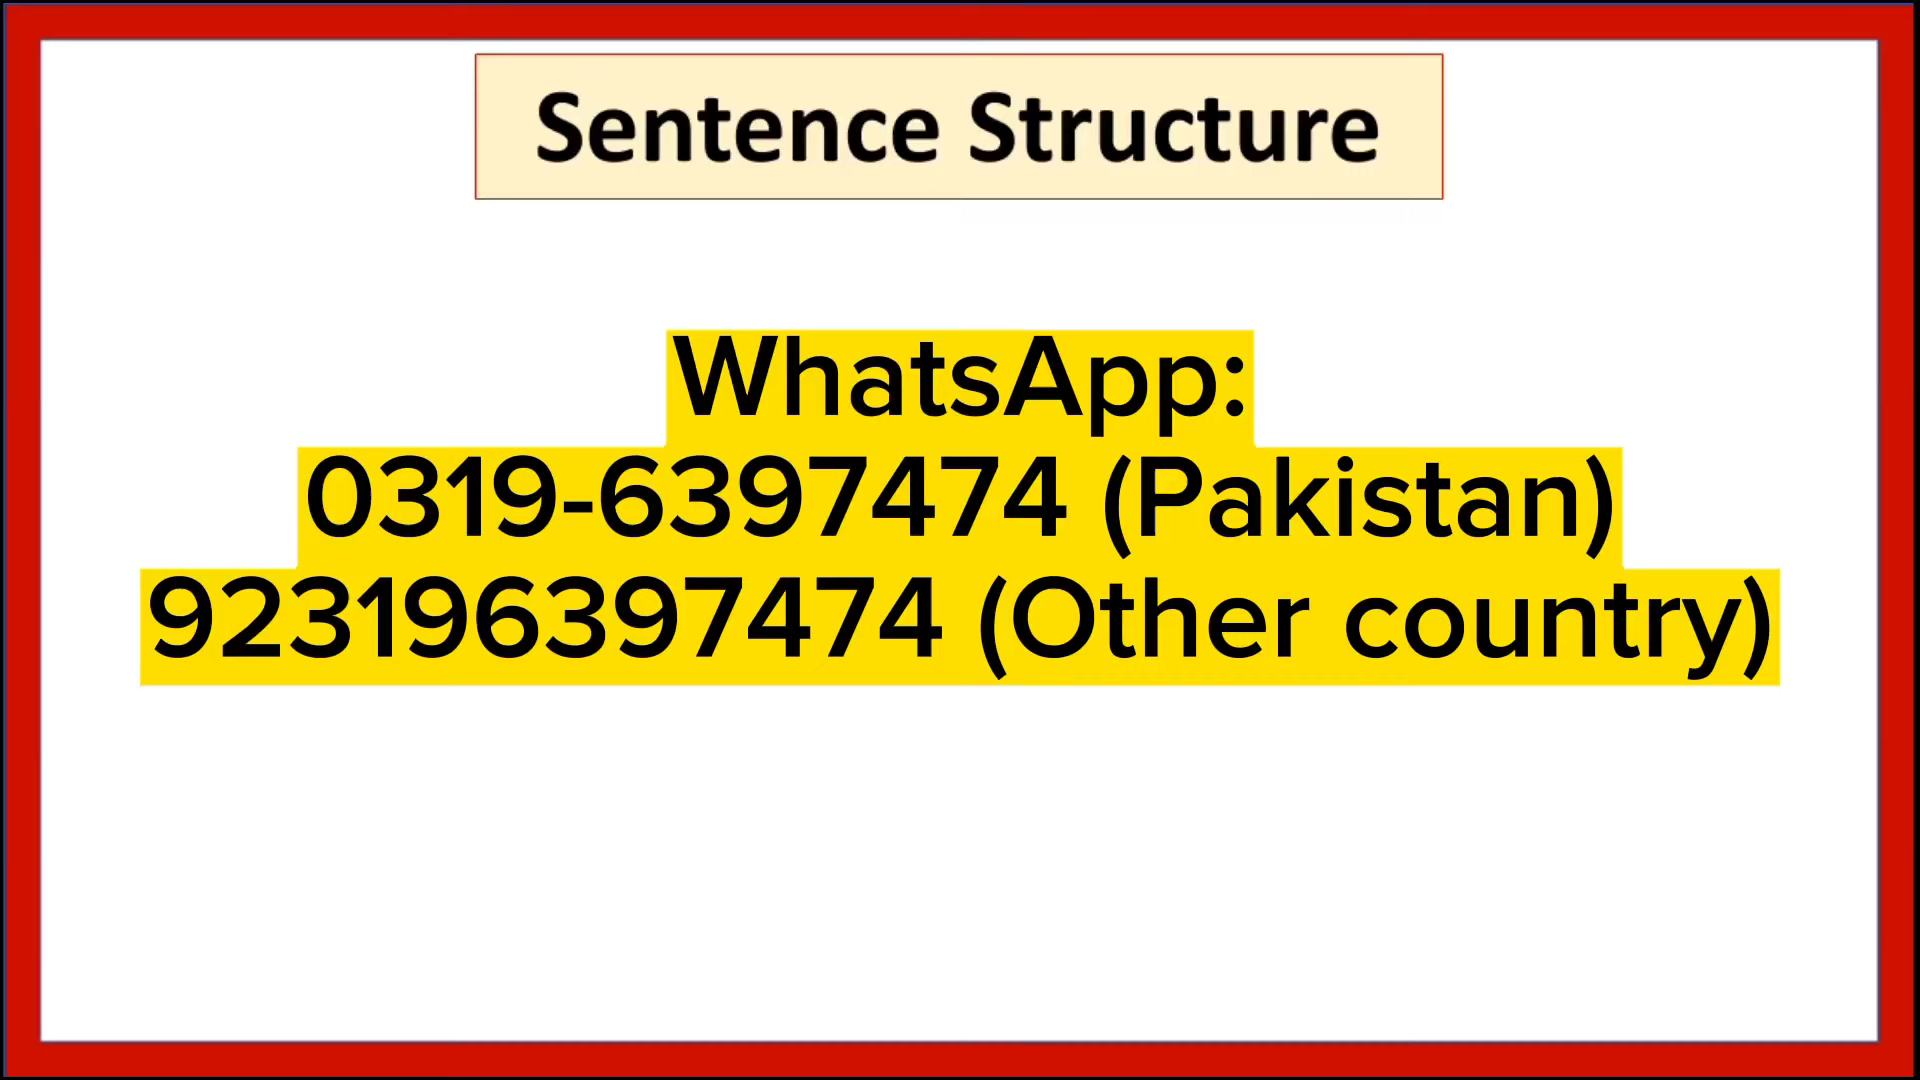 Sentence Structure
WhatsApp:
0319-6397474 (Pakistan)
923196397474 (Other country)